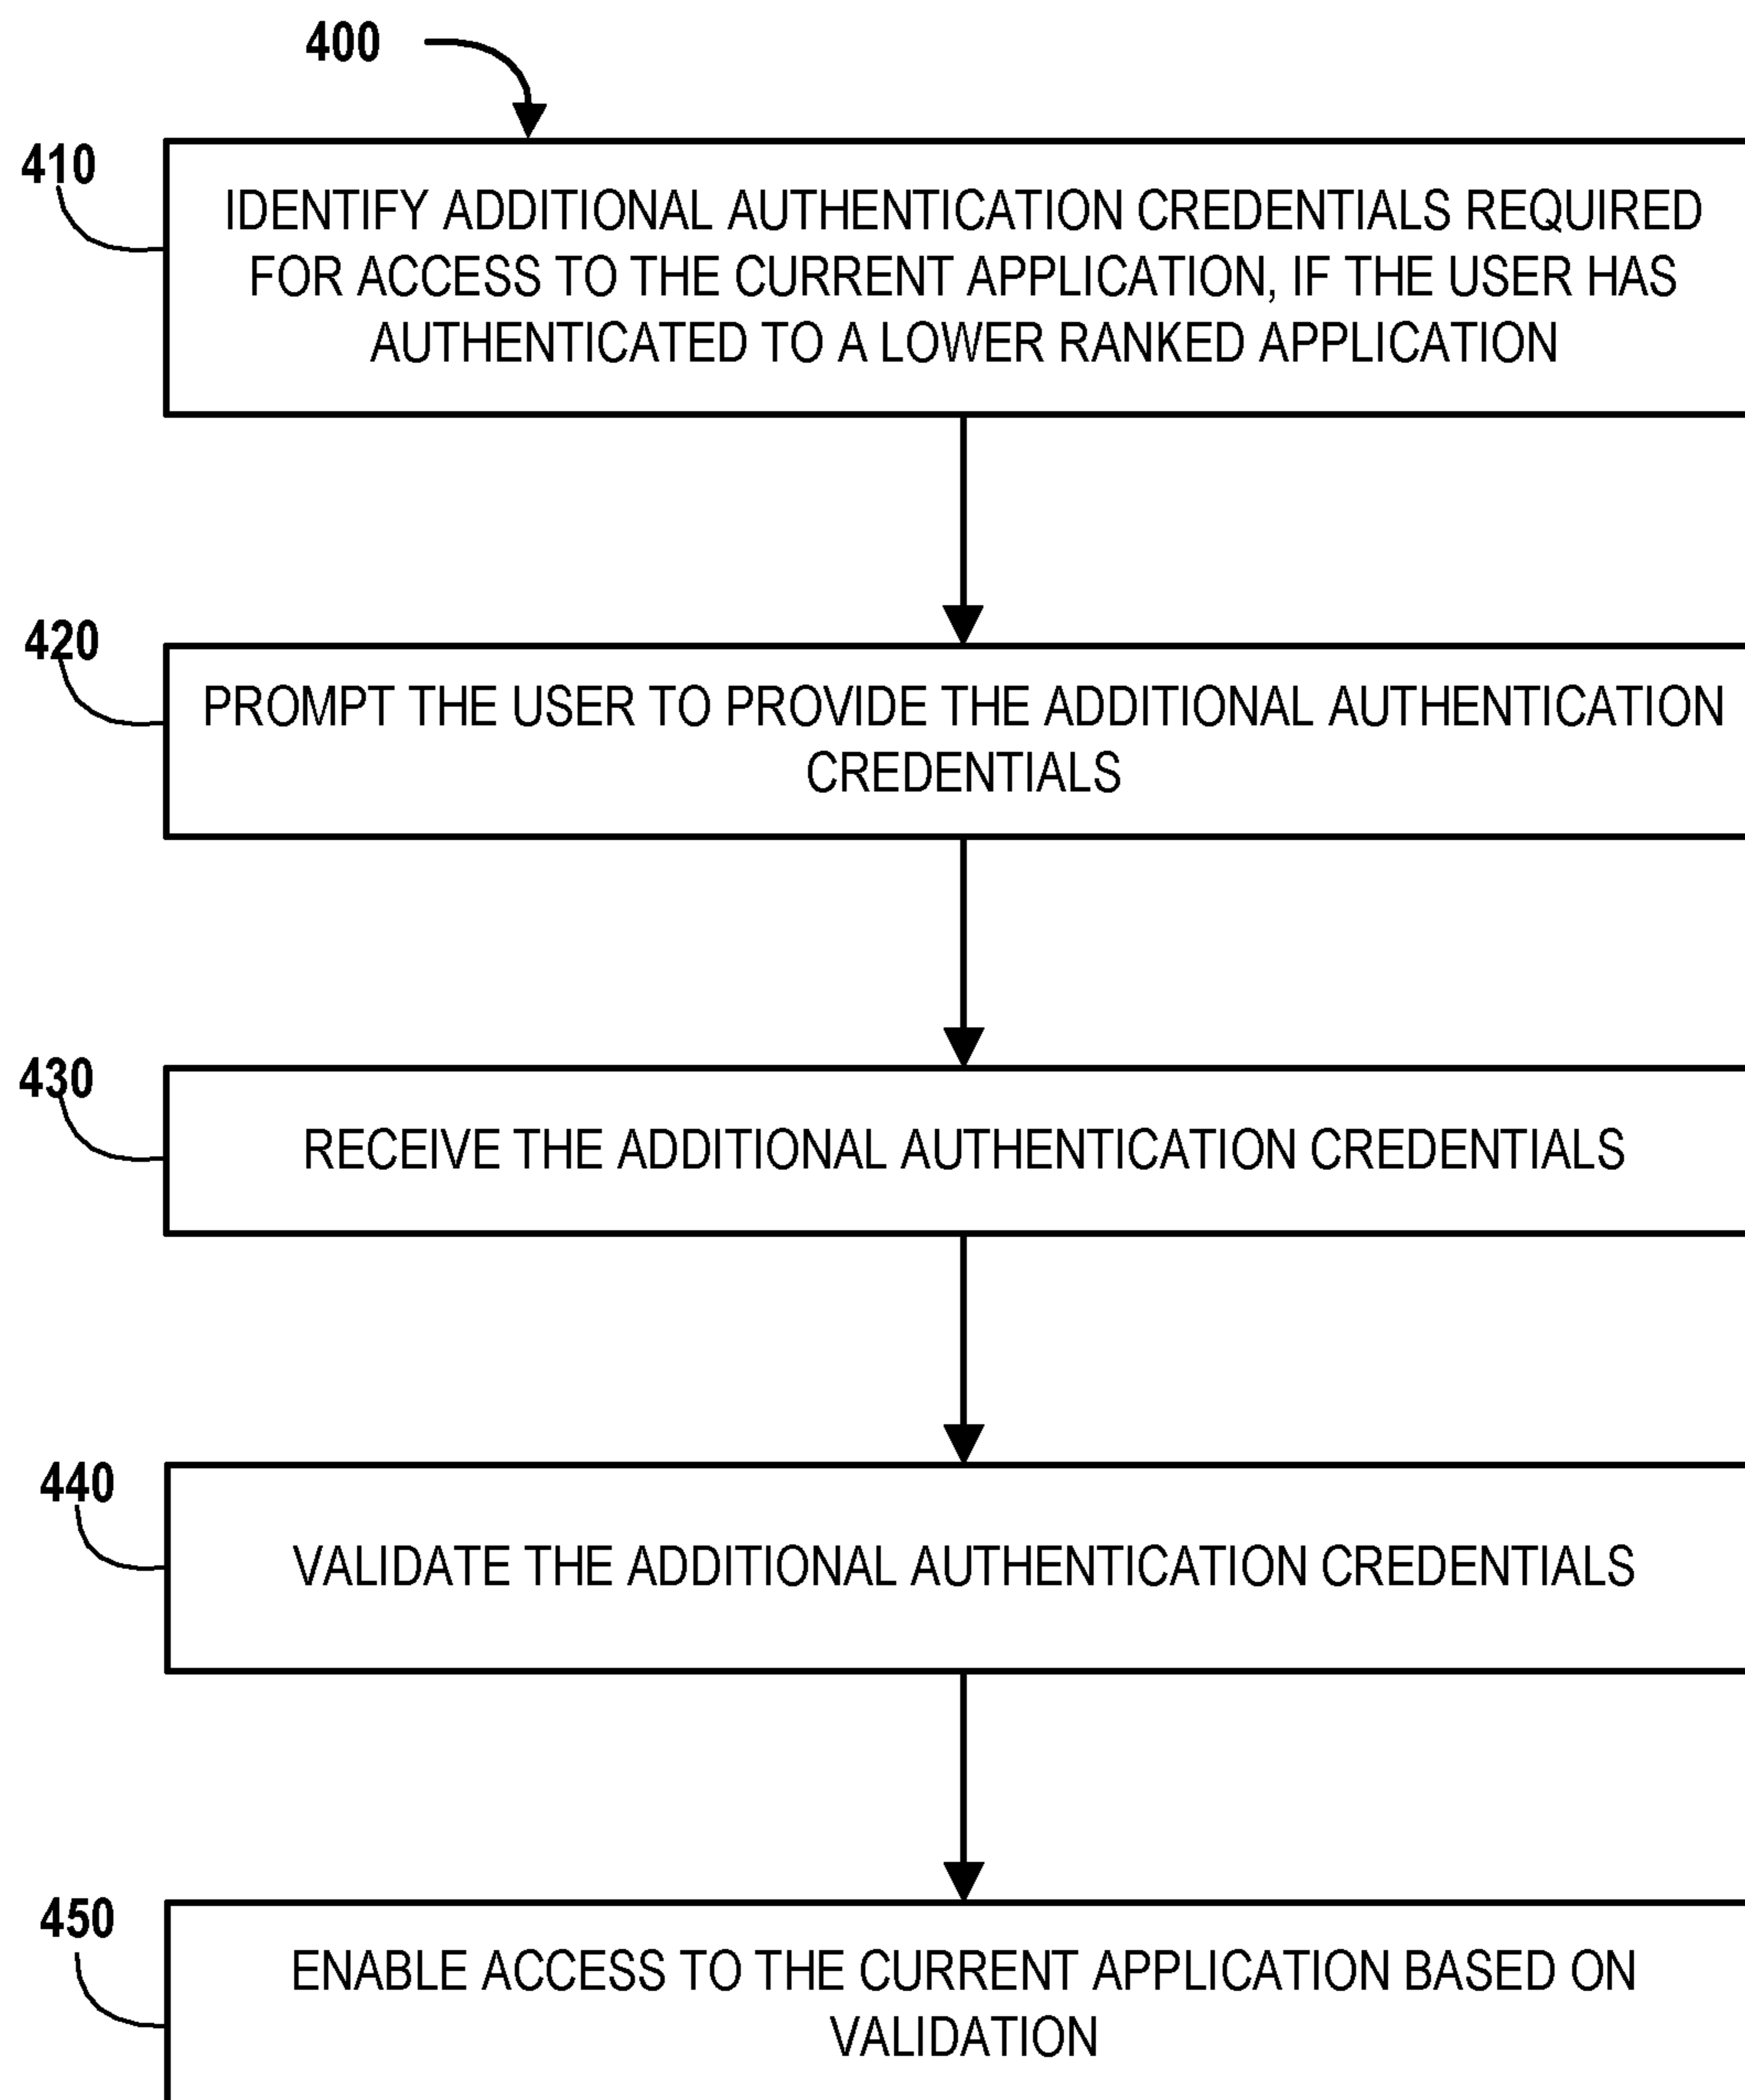 400
410
IDENTIFY ADDITIONAL AUTHENTICATION CREDENTIALS REQUIRED
FOR ACCESS TO THE CURRENT APPLICATION, IF THE USER HAS
AUTHENTICATED TO A LOWER RANKED APPLICATION
420
PROMPT THE USER TO PROVIDE THE ADDITIONAL AUTHENTICATION
CREDENTIALS
430
RECEIVE THE ADDITIONAL AUTHENTICATION CREDENTIALS
440
VALIDATE THE ADDITIONAL AUTHENTICATION CREDENTIALS
450
ENABLE ACCESS TO THE CURRENT APPLICATION BASED ON
VALIDATION